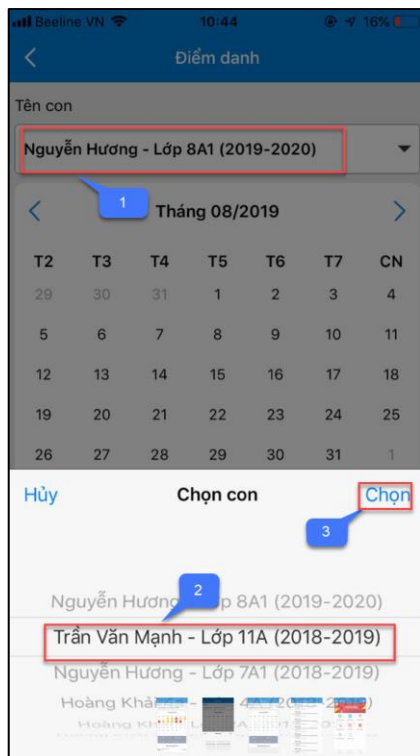 Beeline VN 10:44 16%
Điểm danh
Tên con
Nguyễn Hương - Lớp 8A1 (2019-2020)
1
Tháng 08/2019
T2 T3 T4 T5 T6 T7 CN
29 30 31 1 2 3 4
5 6 7 8 9 10 11
12 13 14 15 16 17 18
19 20 21 22 23 24 25
26 27 28 29 30 31 1
Hủy Chọn con Chọn
3
2
Nguyễn Hương Lớp 8A1 (2019-2020)
Trần Văn Mạnh - Lớp 11A (2018-2019)
Nguyễn Hương - Lớp 7A1 (2018-2019)
Hoàng
Hoàng